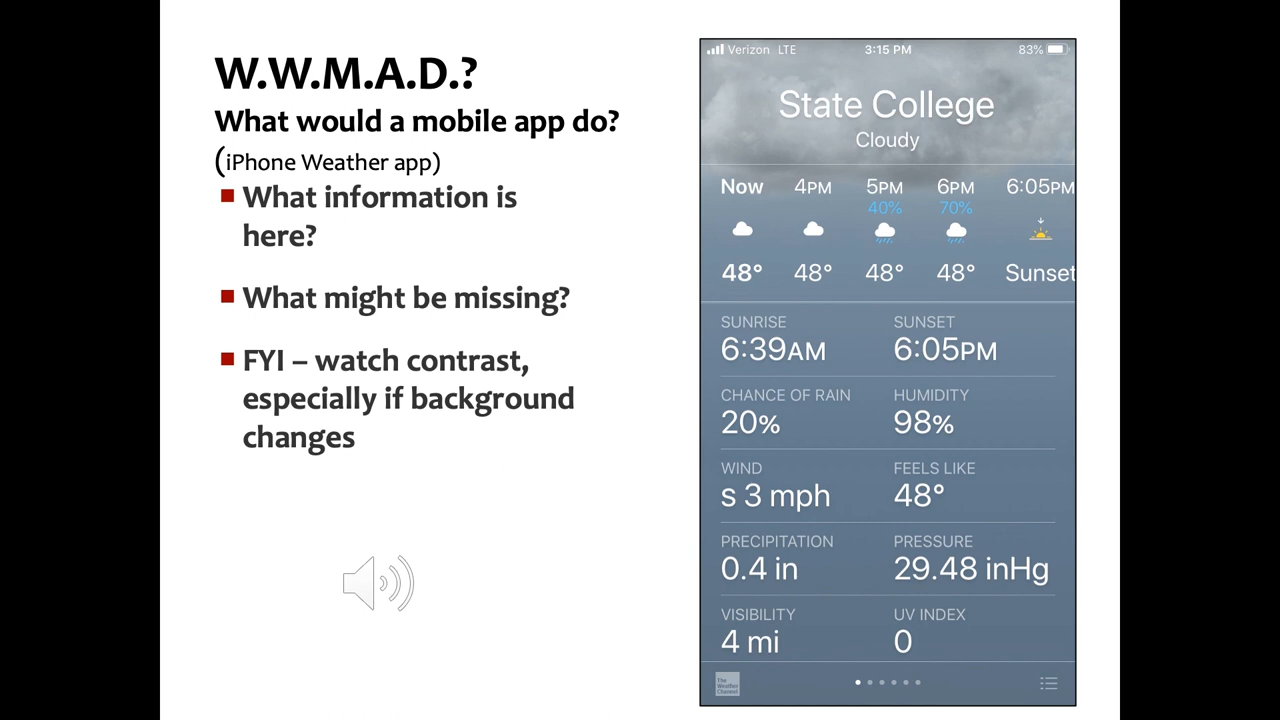 W.W.M.A.D.?
What would a mobile app do?
(iPhone Weather app)
What information is
here?
What might be missing?
FYI – watch contrast,
especially if background
changes
Verizon LTE 3:15 PM 83%
State College
Cloudy
Now 4PM 5PM 6PM 6:05PM
40% 70%
48° 48° 48° 48° Sunset
SUNRISE SUNSET
6:39AM 6:05PM
CHANCE OF RAIN HUMIDITY
20% 98%
WIND FEELS LIKE
s 3 mph 48°
PRECIPITATION PRESSURE
0.4 in 29.48 inHg
VISIBILITY UV INDEX
4 mi 0
The
Weather
Channel